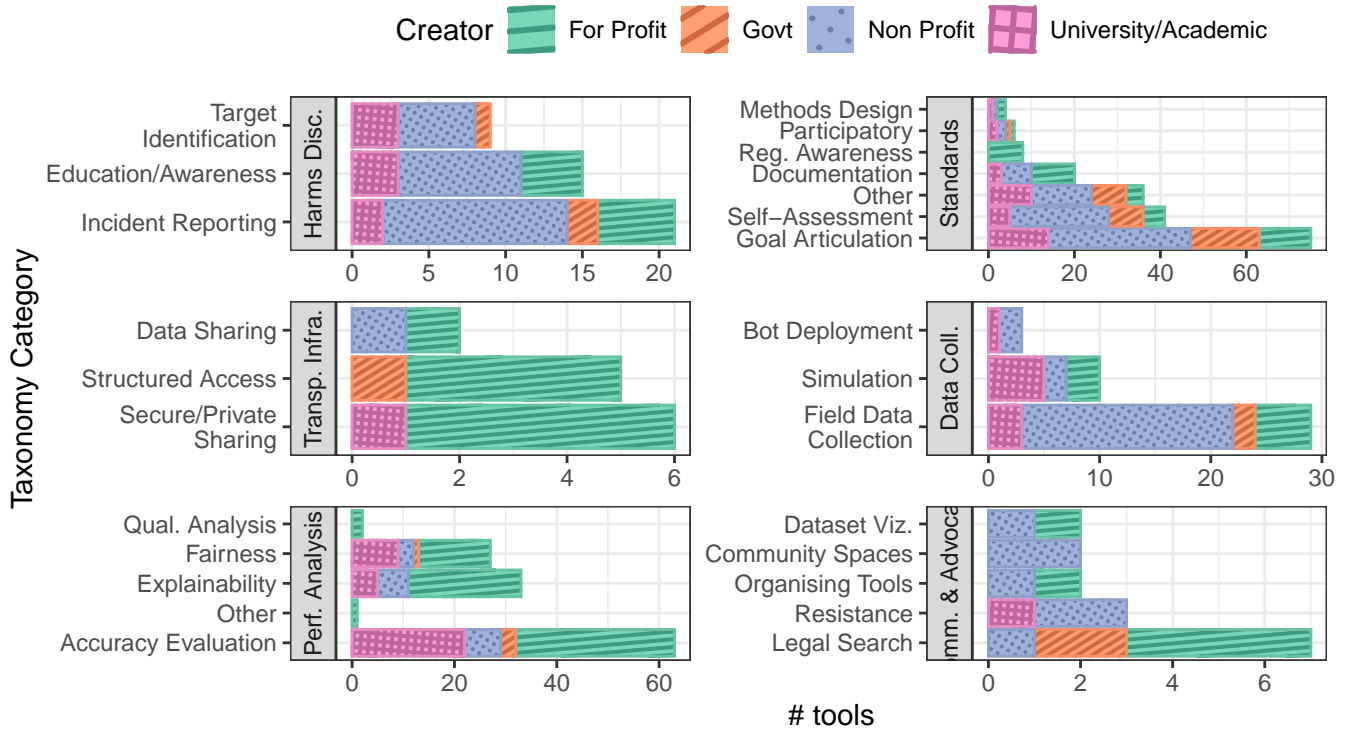 Creator For Profit Govt Non Profit University/Academic
Taxonomy Category
Target
Identification
Education/Awareness
Incident Reporting
Harms Disc.
0 5 10 15 20
Methods Design
Participatory
Reg. Awareness
Documentation
Other
Self−Assessment
Goal Articulation
Standards
0 20 40 60
Data Sharing
Structured Access
Secure/Private
Sharing
Transp. Infra.
0 2 4 6
Bot Deployment
Simulation
Field Data
Collection
Data Coll.
0 10 20 30
Qual. Analysis
Fairness
Explainability
Other
Accuracy Evaluation
Perf. Analysis
0 20 40 60
Dataset Viz.
Community Spaces
Organising Tools
Resistance
Legal Search
omm. & Advoca
0 2 4 6
# tools